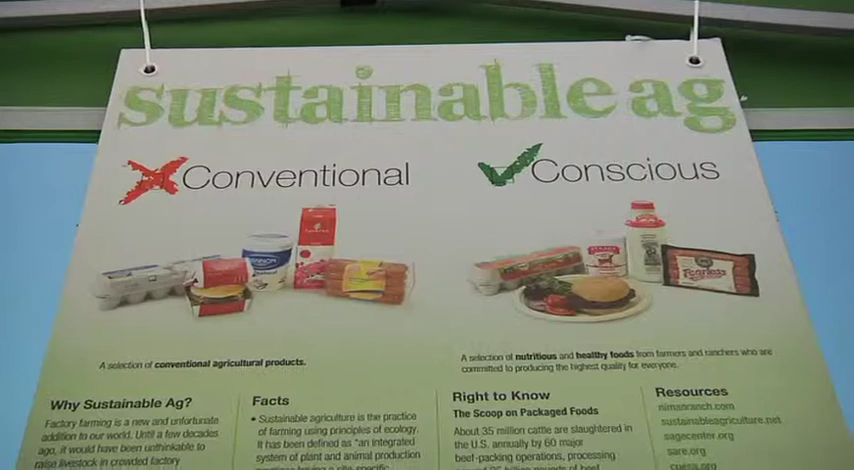 sustainable ag
Conventional
Conscious
Fearless
A selection of conventional agricultural products.
A selection of nutritious and healthy foods from farmers and ranchers who are
committed to producing the highest quality for everyone.
Why Sustainable Ag?
Factory farming is a new and unfortunate
addition to our world. Until a few decades
ago, it would have been unthinkable to
raise livestock in crowded factory
Facts
• Sustainable agriculture is the practice
of farming using principles of ecology.
It has been defined as "an integrated
system of plant and animal production
Right to Know
The Scoop on Packaged Foods
About 35 million cattle are slaughtered in
the U.S. annually by 60 major
beef-packing operations, processing
Resources
nimanranch.com
sustainableagriculture.net
sagecenter.org
sare.org